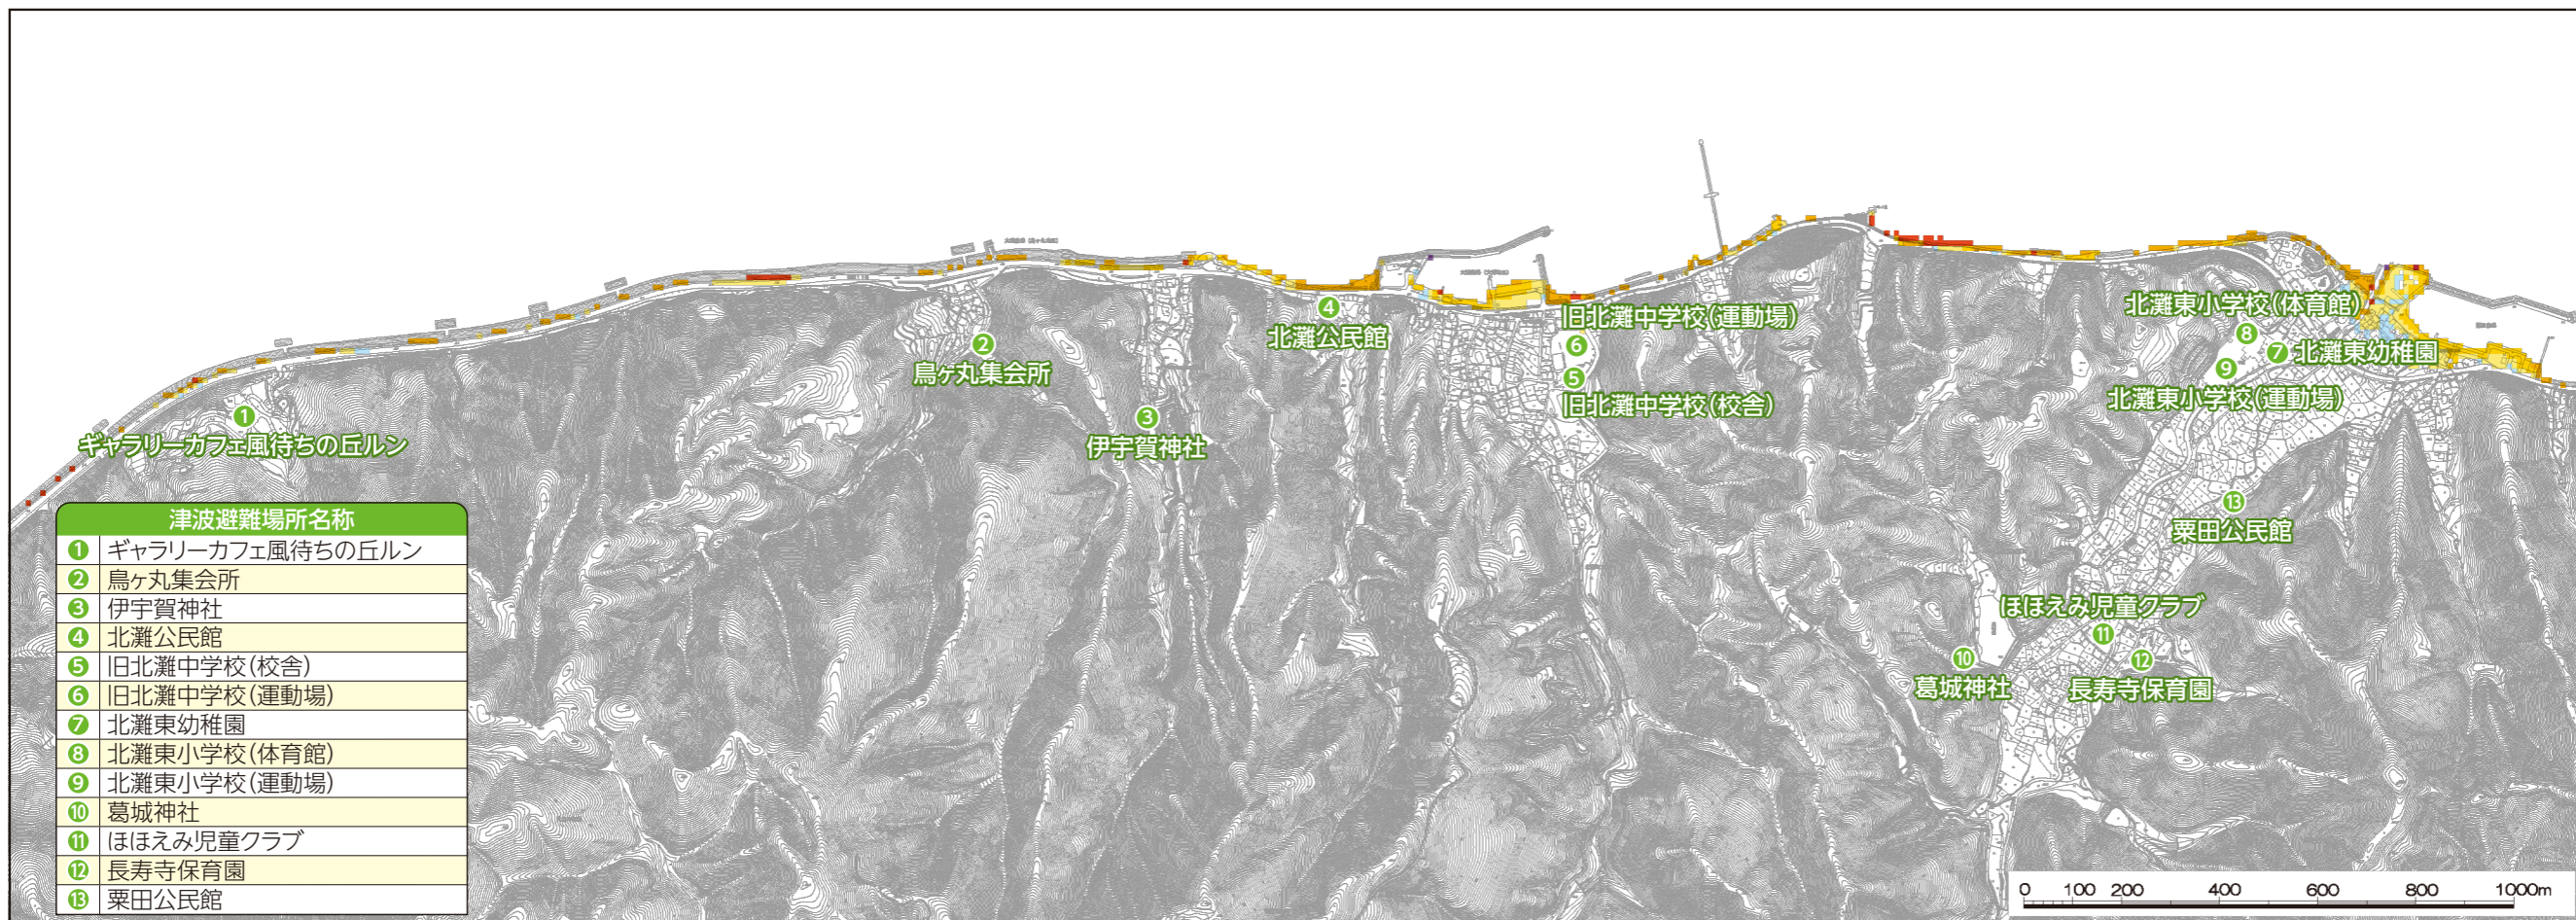 北灘東小学校(体育館)
旧北灘中学校(運動場)
④
⑥
⑧
北灘公民館
②
⑦ 北灘東幼稚園
鳥ヶ丸集会所
⑤
⑨
旧北灘中学校(校舎)
北灘東小学校(運動場)
①
③
ギャラリーカフェ風待ちの丘ルン
伊宇賀神社
⑬
粟田公民館
ほほえみ児童クラブ
⑪
⑩
⑫
葛城神社
長寿寺保育園
津波避難場所名称
① ギャラリーカフェ風待ちの丘ルン
② 鳥ヶ丸集会所
③ 伊宇賀神社
④ 北灘公民館
⑤ 旧北灘中学校(校舎)
⑥ 旧北灘中学校(運動場)
⑦ 北灘東幼稚園
⑧ 北灘東小学校(体育館)
⑨ 北灘東小学校(運動場)
⑩ 葛城神社
⑪ ほほえみ児童クラブ
⑫ 長寿寺保育園
⑬ 粟田公民館
0 100 200 400 600 800 1000m